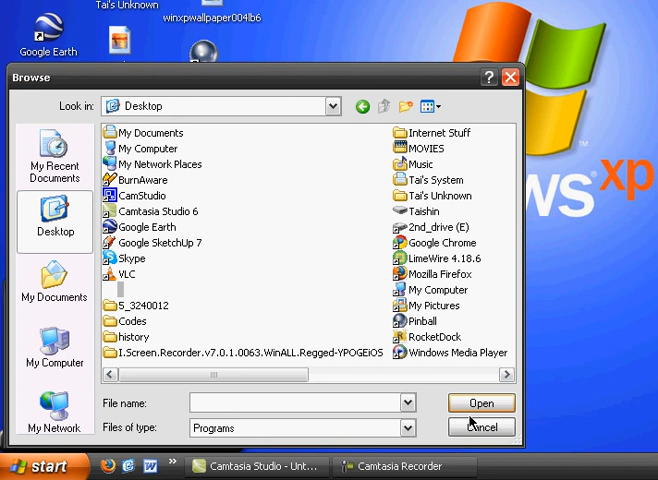 Tai's Unknown
winxpwallpaper004lb6
Google Earth
Browse
Look in:
Desktop
My Recent
Documents
Desktop
My Documents
My Computer
My Network
My Documents
My Computer
My Network Places
BurnAware
CamStudio
Camtasia Studio 6
Google Earth
Google SketchUp 7
Skype
VLC
5_3240012
Codes
history
I.Screen.Recorder.v7.0.1.0063.WinALL.Regged-YPOGEiOS
Internet Stuff
MOVIES
Music
Tai's System
Tai's Unknown
Taishin
2nd_drive (E)
Google Chrome
LimeWire 4.18.6
Mozilla Firefox
My Computer
My Pictures
Pinball
RocketDock
Windows Media Player
File name:
Open
Files of type:
Programs
Cancel
ws xp
TM
start
Camtasia Studio - Unt...
Camtasia Recorder